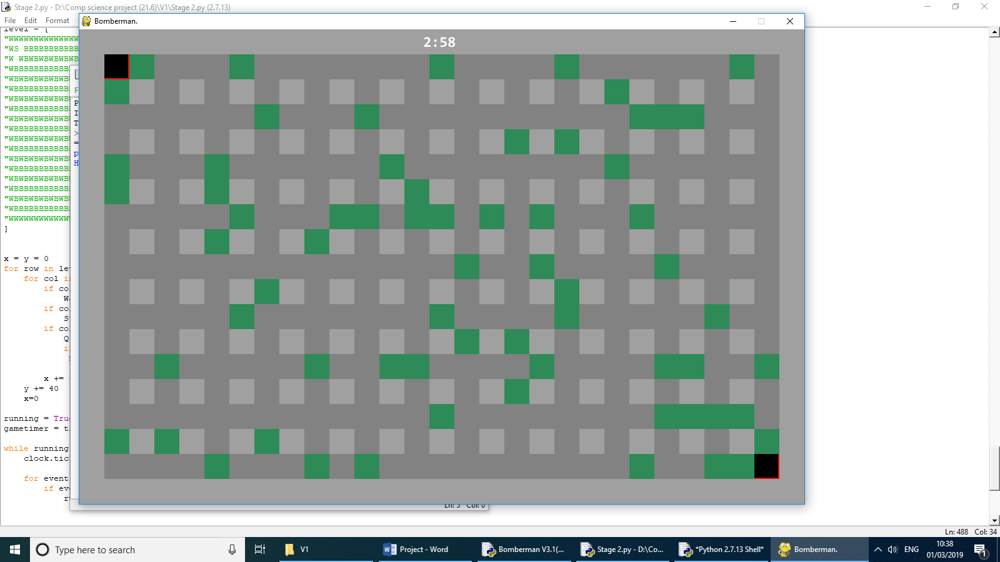 Stage 2.py - D:\Comp science project (21.6)\V1\Stage 2.py (2.7.13)
File Edit Format
Bomberman.
2:58
level = [
"WWWWWWWWWWWWWW
"WS BBBBBBBBBBB
"W WBWBWBWBWBWB
"WBBBBBBBBBBBB
"WBWBWBWBWBWB
"WBBBBBBBBBBBB
"WBWBWBWBWBWB
"WBBBBBBBBBBBB
"WBWBWBWBWBWB
"WBBBBBBBBBBBB
"WBWBWBWBWBWB
"WBBBBBBBBBBBB
"WBWBWBWBWBWB
"WBBBBBBBBBBBB
"WBWBWBWBWBWB
"WBBBBBBBBBBBB
"WBWBWBWBWBWB
"WBBBBBBBBBBBB
"WWWWWWWWWWWWW
]
F
P
I
T
>
=
p
H
x = y = 0
for row in le
for col i
if co
W
if co
S
if co
Q
i
x +=
y += 40
x=0
running = Tru
gametimer = t
while running
clock.tic
for event
if ev
r
Ln: 5 Col: 0
Ln: 488 Col: 34
Type here to search
V1
Project - Word
Bomberman V3.1(...
Stage 2.py - D:\Co...
*Python 2.7.13 Shell*
Bomberman.
ENG
10:38
01/03/2019
1